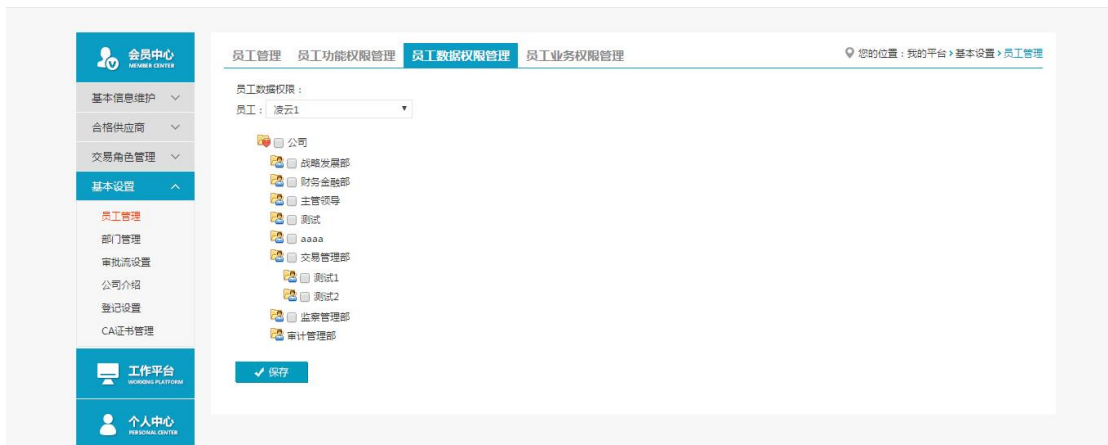 会员中心
MEMBER CENTER
基本信息维护
合格供应商
交易角色管理
基本设置
员工管理
部门管理
审批流设置
公司介绍
登记设置
CA证书管理
工作平台
WORKING PLATFORM
个人中心
PERSONAL CENTER
员工管理 员工功能权限管理 员工数据权限管理 员工业务权限管理
您的位置:我的平台>基本设置>员工管理
员工数据权限:
员工: 凌云1
公司
战略发展部
财务金融部
主管领导
测试
aaaa
交易管理部
测试1
测试2
监察管理部
审计管理部
保存